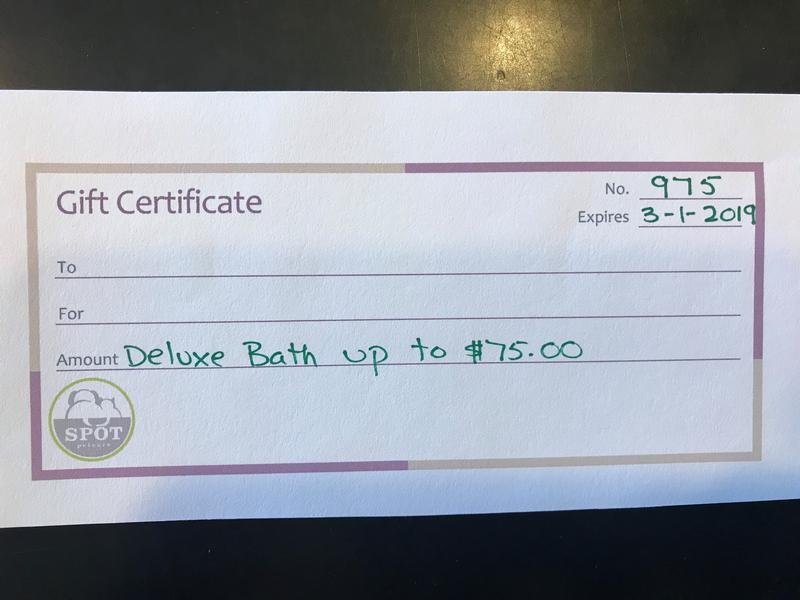 Gift Certificate
No. 975
Expires 3-1-2019
To
For
Amount Deluxe Bath up to $75.00
SPOT